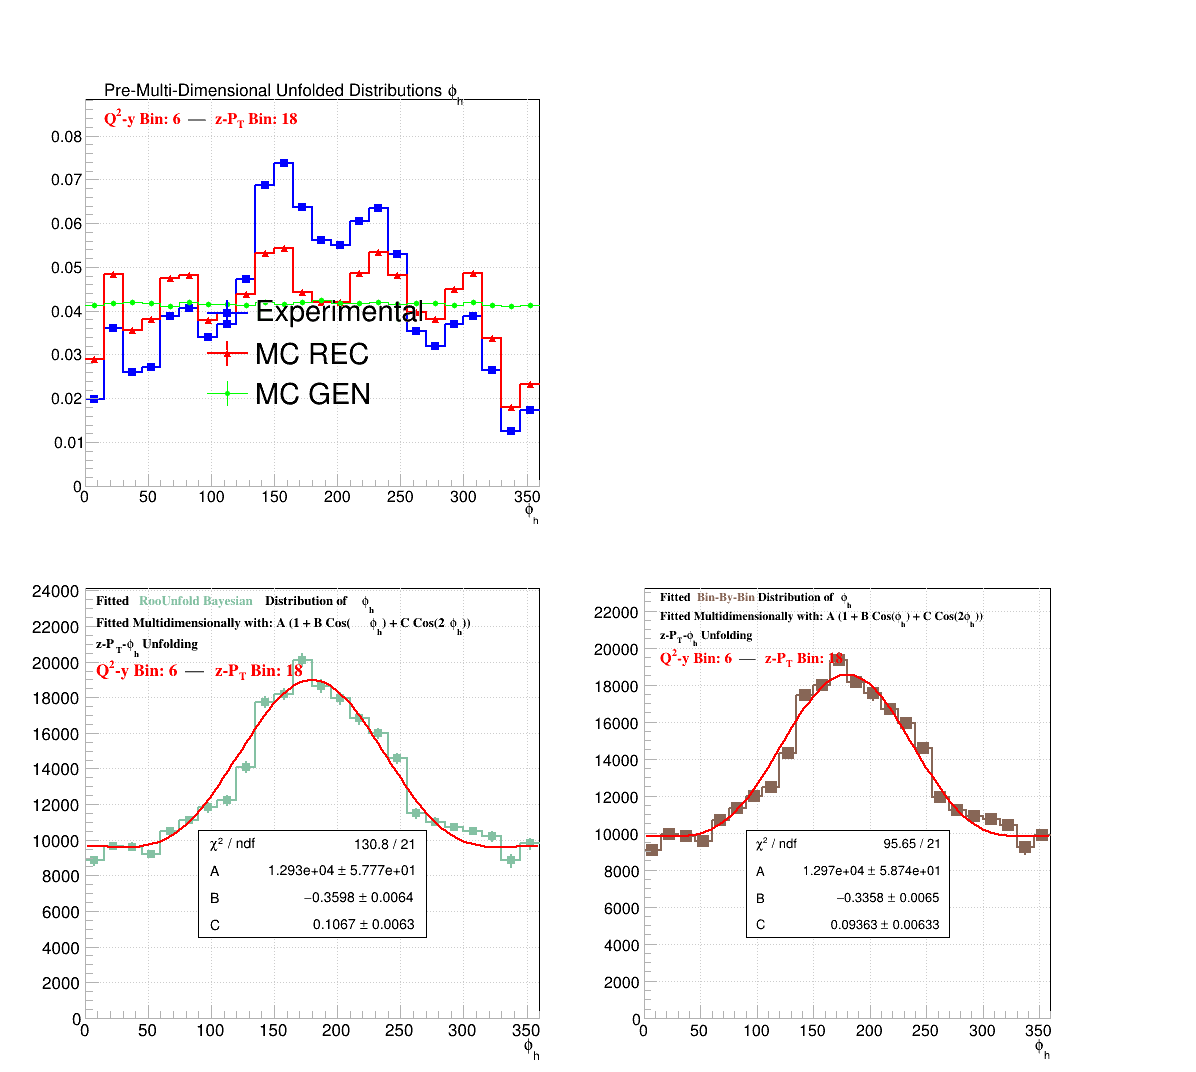 Pre-Multi-Dimensional Unfolded Distributions ϕh
Q2-y Bin: 6 — z-PT Bin: 18
0.08
0.07
0.06
0.05
0.04
0.03
0.02
0.01
0
Experimental
MC REC
MC GEN
0 50 100 150 200 250 300 350
ϕh
Fitted RooUnfold Bayesian Distribution of ϕh
Fitted Multidimensionally with: A (1 + B Cos( ϕh) + C Cos(2 ϕh))
z-PT-ϕh Unfolding
Q2-y Bin: 6 — z-PT Bin: 18
24000
22000
20000
18000
16000
14000
12000
10000
8000
6000
4000
2000
0
χ2 / ndf 130.8 / 21
A 1.293e+04 ± 5.777e+01
B −0.3598 ± 0.0064
C 0.1067 ± 0.0063
0 50 100 150 200 250 300 350
ϕh
Fitted Bin-By-Bin Distribution of ϕh
Fitted Multidimensionally with: A (1 + B Cos(ϕh) + C Cos(2ϕh))
z-PT-ϕh Unfolding
Q2-y Bin: 6 — z-PT Bin: 18
22000
20000
18000
16000
14000
12000
10000
8000
6000
4000
2000
0
χ2 / ndf 95.65 / 21
A 1.297e+04 ± 5.874e+01
B −0.3358 ± 0.0065
C 0.09363 ± 0.00633
0 50 100 150 200 250 300 350
ϕh